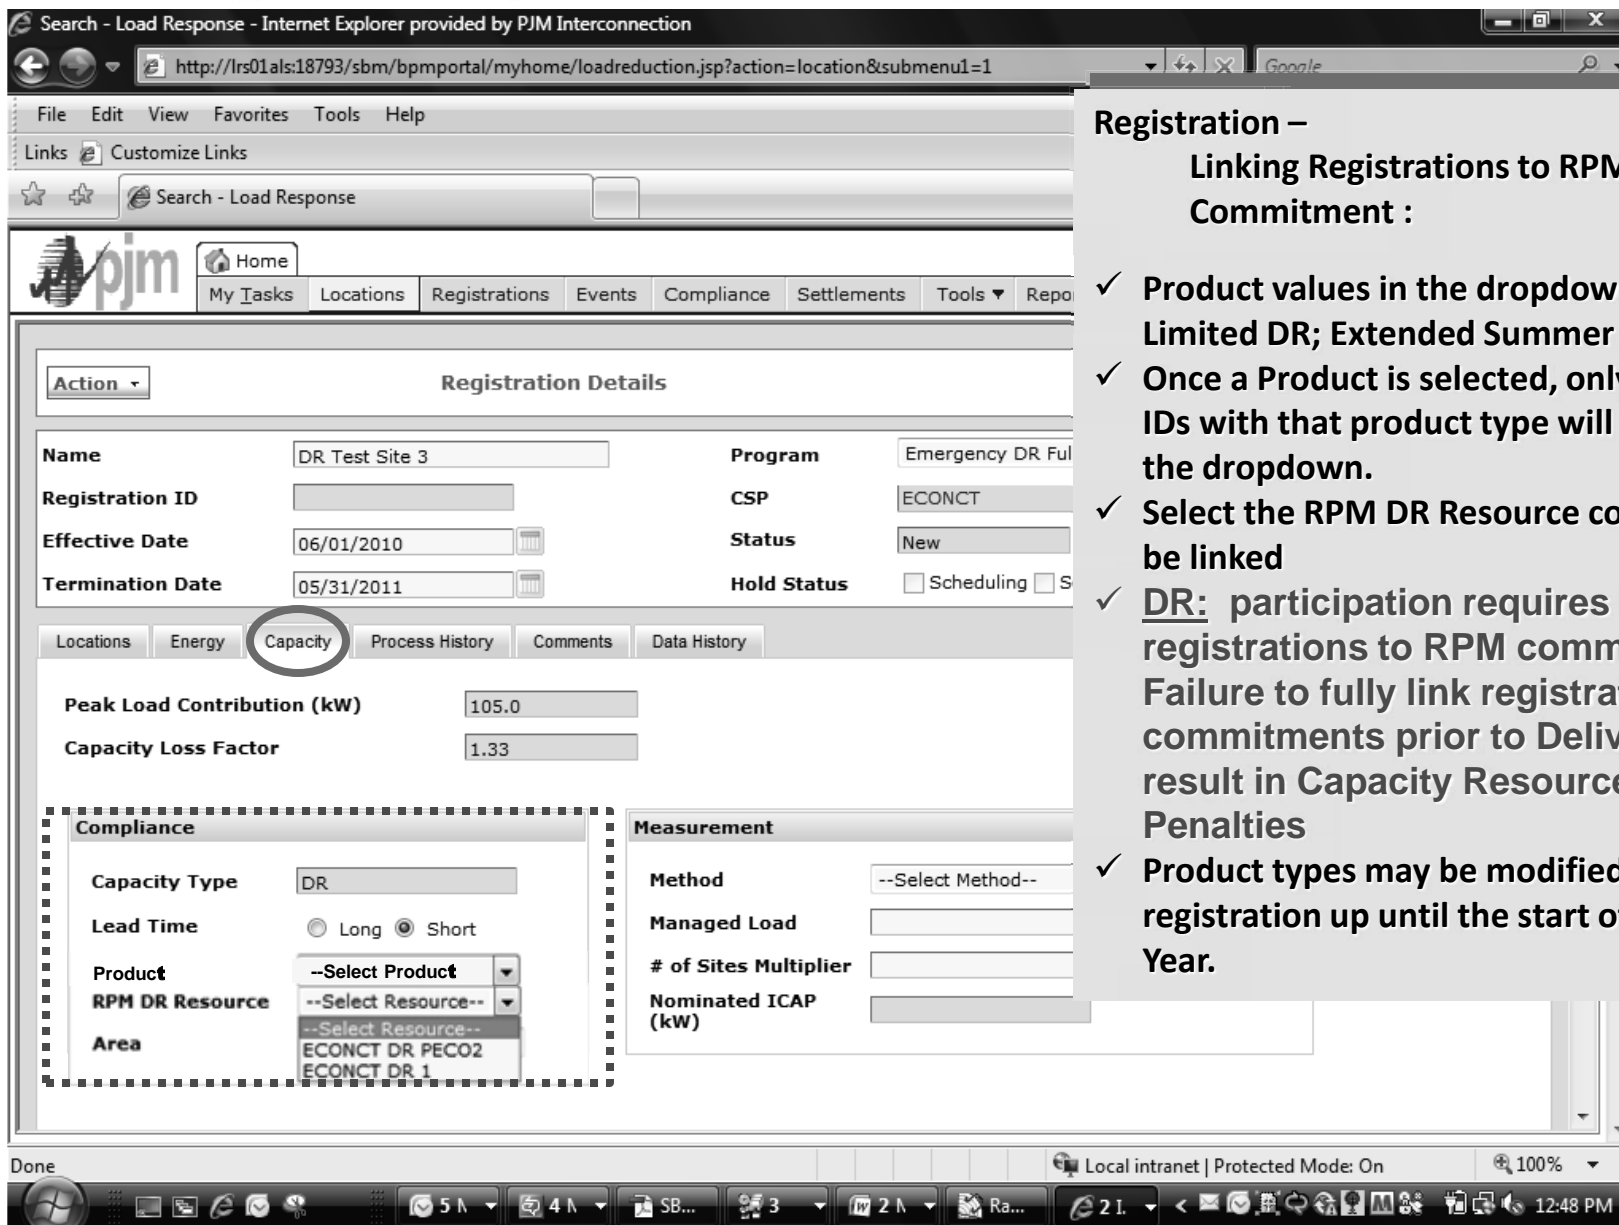 Search - Load Response - Internet Explorer provided by PJM Interconnection
http://lrs01als:18793/sbm/bpmportal/myhome/loadreduction.jsp?action=location&submenu1=1
Google
File Edit View Favorites Tools Help
Links Customize Links
Search - Load Response
pjm
Home
My Tasks Locations Registrations Events Compliance Settlements Tools Repo
Action
Registration Details
Name DR Test Site 3 Program Emergency DR Ful
Registration ID CSP ECONCT
Effective Date 06/01/2010 Status New
Termination Date 05/31/2011 Hold Status Scheduling S
Locations Energy Capacity Process History Comments Data History
Peak Load Contribution (kW) 105.0
Capacity Loss Factor 1.33
Compliance
Capacity Type DR
Lead Time Long Short
Product --Select Product
RPM DR Resource --Select Resource--
--Select Resource--
Area
ECONCT DR PECO2
ECONCT DR 1
Measurement
Method --Select Method--
Managed Load
# of Sites Multiplier
Nominated ICAP
(kW)
Registration –
Linking Registrations to RPM
Commitment :
✓ Product values in the dropdow
Limited DR; Extended Summer
✓ Once a Product is selected, only
IDs with that product type will
the dropdown.
✓ Select the RPM DR Resource co
be linked
✓ DR: participation requires
registrations to RPM comm
Failure to fully link registrat
commitments prior to Deliv
result in Capacity Resource
Penalties
✓ Product types may be modified
registration up until the start of
Year.
Done
Local intranet | Protected Mode: On 100%
5 N 4 N SB... 3 2 N Ra... 2 I. 12:48 PM